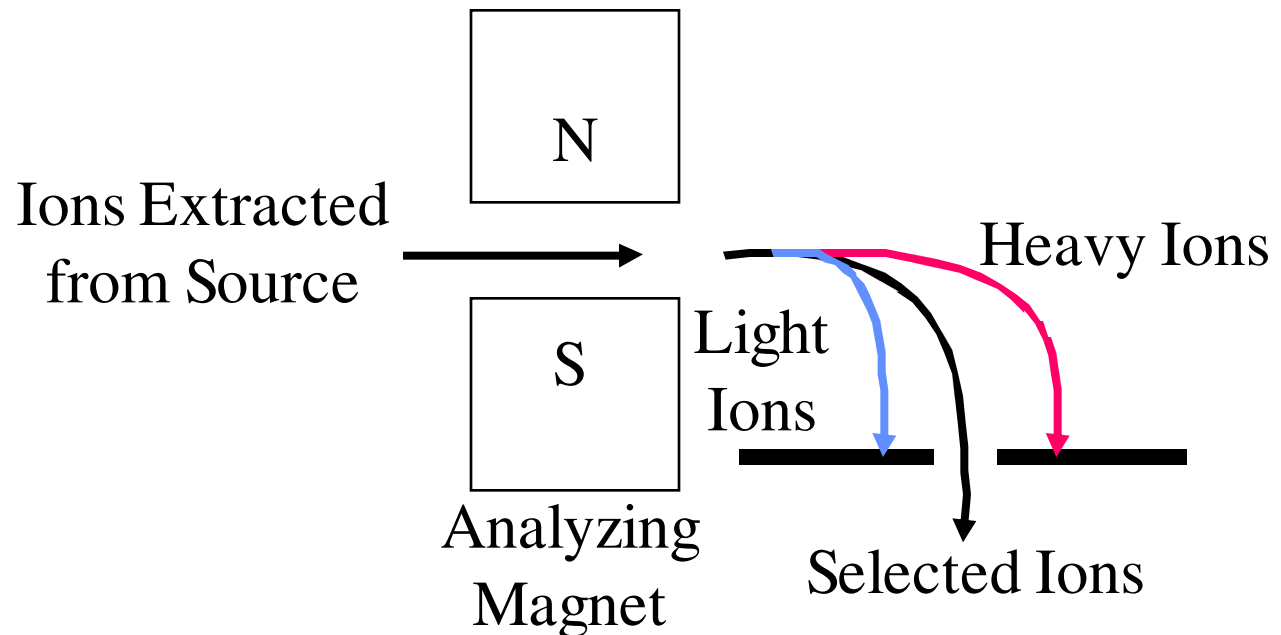 N
Ions Extracted
from Source
Heavy Ions
S
Light
Ions
Analyzing
Magnet
Selected Ions